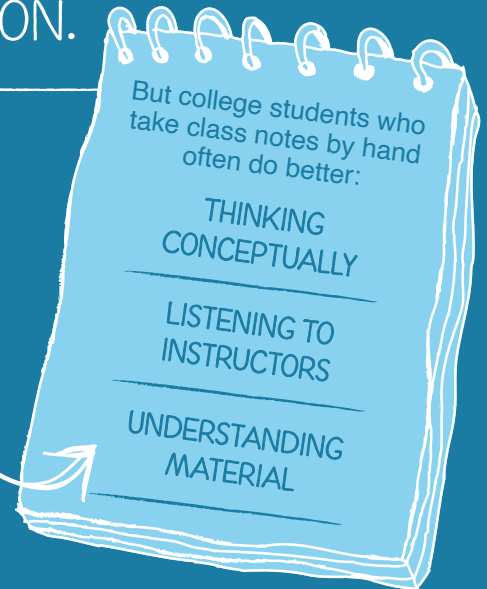 ON.
But college students who
take class notes by hand
often do better:
THINKING
CONCEPTUALLY
LISTENING TO
INSTRUCTORS
UNDERSTANDING
MATERIAL